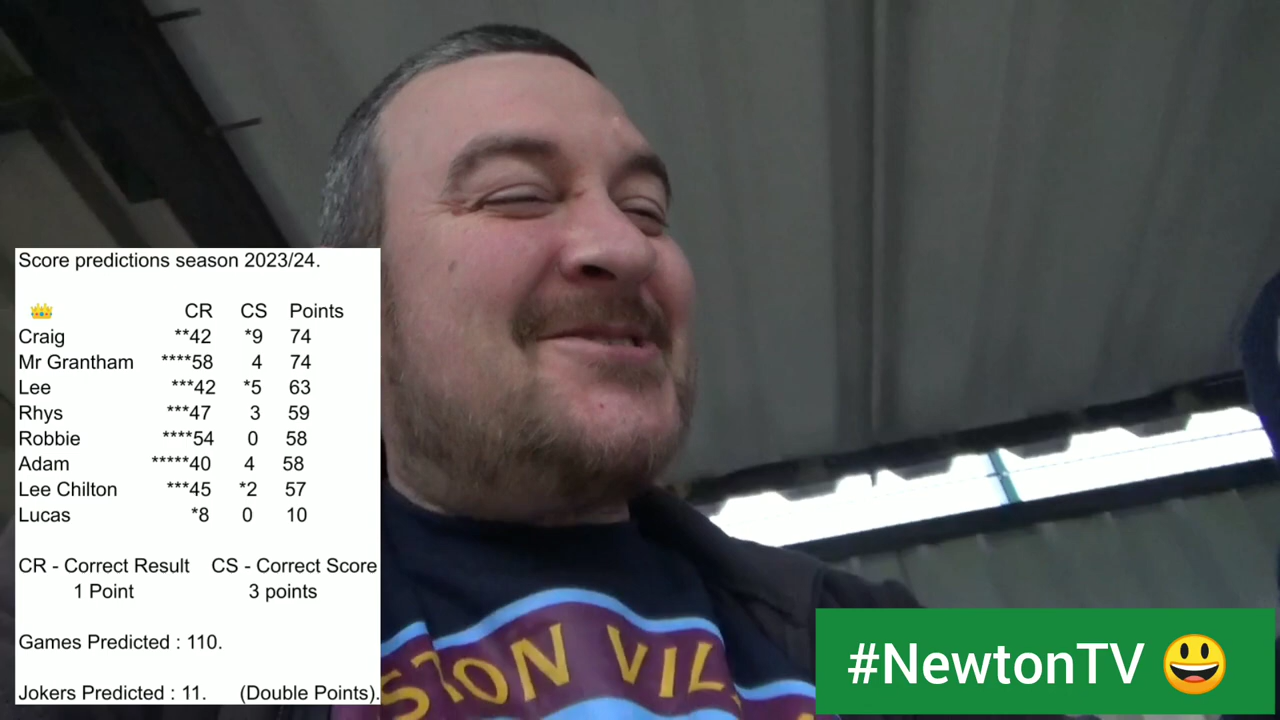 Score predictions season 2023/24.
👑 CR CS Points
Craig **42 *9 74
Mr Grantham ****58 4 74
Lee ***42 *5 63
Rhys ***47 3 59
Robbie ****54 0 58
Adam *****40 4 58
Lee Chilton ***45 *2 57
Lucas *8 0 10
CR - Correct Result CS - Correct Score
1 Point 3 points
Games Predicted : 110.
Jokers Predicted : 11. (Double Points).
STON VIL
#NewtonTV 😃